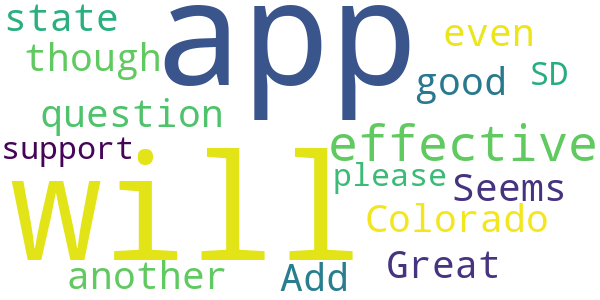 state
app
even
though
good
SD
question
effective
support
will
please
Seems
Colorado
Great
another
Add